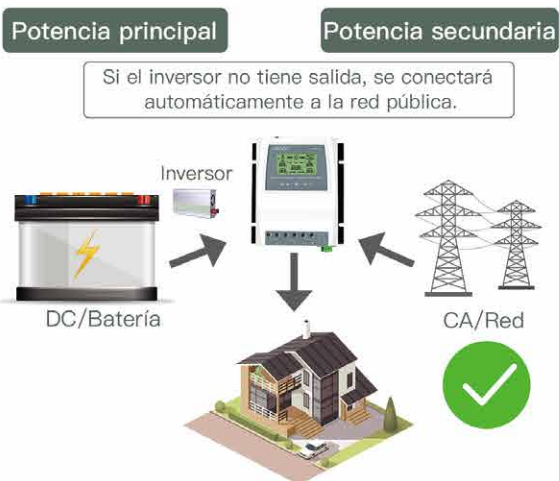 Potencia principal
Potencia secundaria
Si el inversor no tiene salida, se conectará
automáticamente a la red pública.
Inversor
DC/Batería
CA/Red